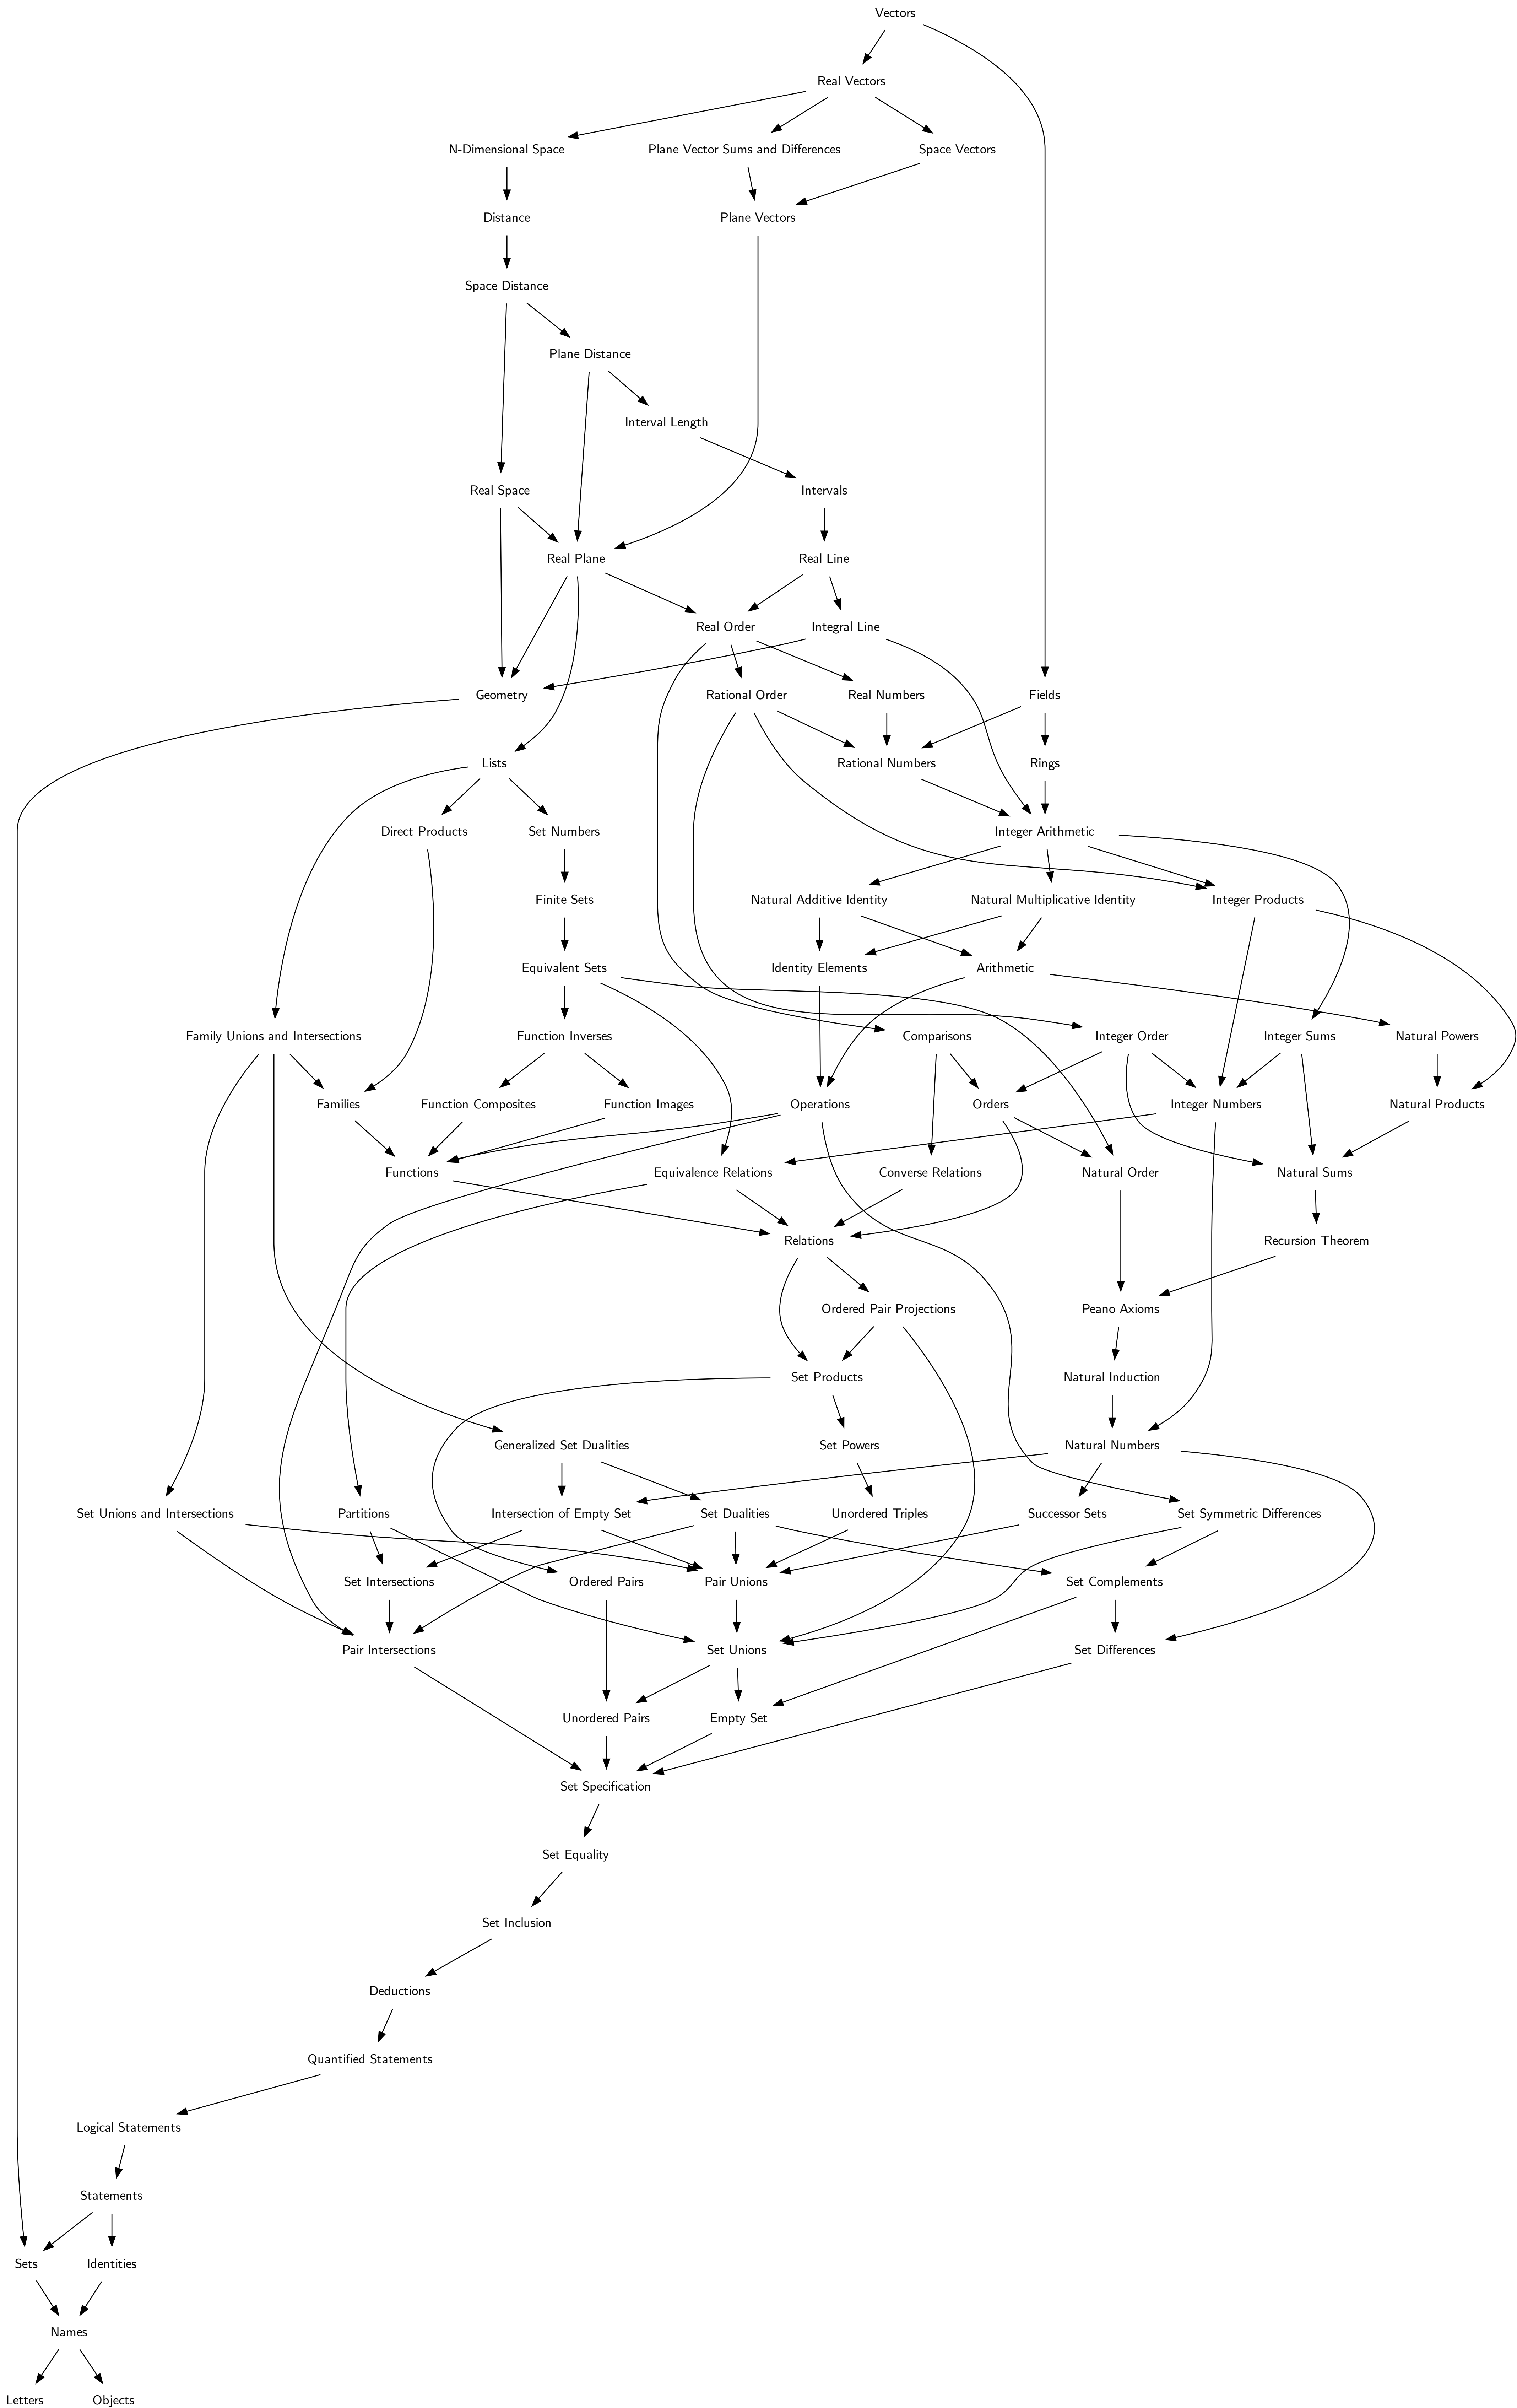 Vectors
Real Vectors
N-Dimensional Space
Plane Vector Sums and Differences
Space Vectors
Distance
Plane Vectors
Space Distance
Plane Distance
Interval Length
Real Space
Intervals
Real Plane
Real Line
Real Order
Integral Line
Geometry
Rational Order
Real Numbers
Fields
Lists
Rational Numbers
Rings
Direct Products
Set Numbers
Integer Arithmetic
Finite Sets
Natural Additive Identity
Natural Multiplicative Identity
Integer Products
Equivalent Sets
Identity Elements
Arithmetic
Family Unions and Intersections
Function Inverses
Comparisons
Integer Order
Integer Sums
Natural Powers
Families
Function Composites
Function Images
Operations
Orders
Integer Numbers
Natural Products
Functions
Equivalence Relations
Converse Relations
Natural Order
Natural Sums
Relations
Recursion Theorem
Ordered Pair Projections
Peano Axioms
Set Products
Natural Induction
Generalized Set Dualities
Set Powers
Natural Numbers
Set Unions and Intersections
Partitions
Intersection of Empty Set
Set Dualities
Unordered Triples
Successor Sets
Set Symmetric Differences
Set Intersections
Ordered Pairs
Pair Unions
Set Complements
Pair Intersections
Set Unions
Set Differences
Unordered Pairs
Empty Set
Set Specification
Set Equality
Set Inclusion
Deductions
Quantified Statements
Logical Statements
Statements
Sets
Identities
Names
Letters
Objects